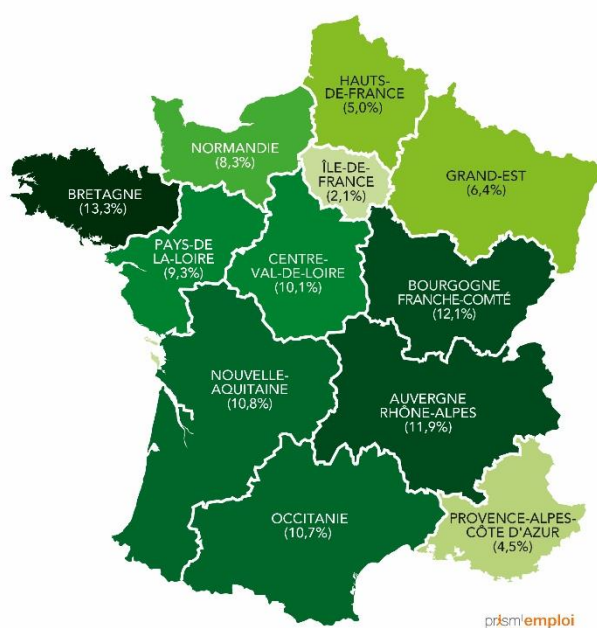 HAUTS-
DE-FRANCE
(5,0%)
NORMANDIE
(8,3%)
ÎLE-DE-
FRANCE
(2,1%)
GRAND-EST
(6,4%)
BRETAGNE
(13,3%)
PAYS-DE
LA-LOIRE
(9,3%)
CENTRE-
VAL-DE-LOIRE
(10,1%)
BOURGOGNE
FRANCHE-COMTÉ
(12,1%)
NOUVELLE-
AQUITAINE
(10,8%)
AUVERGNE
RHÔNE-ALPES
(11,9%)
OCCITANIE
(10,7%)
PROVENCE-ALPES-
CÔTE D'AZUR
(4,5%)
prism'emploi